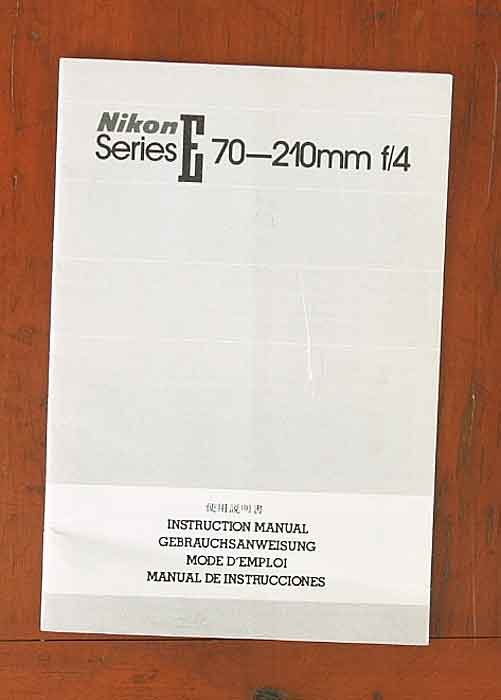 Nikon
Series E 70–210mm f/4
使用説明書
INSTRUCTION MANUAL
GEBRAUCHSANWEISUNG
MODE D'EMPLOI
MANUAL DE INSTRUCCIONES